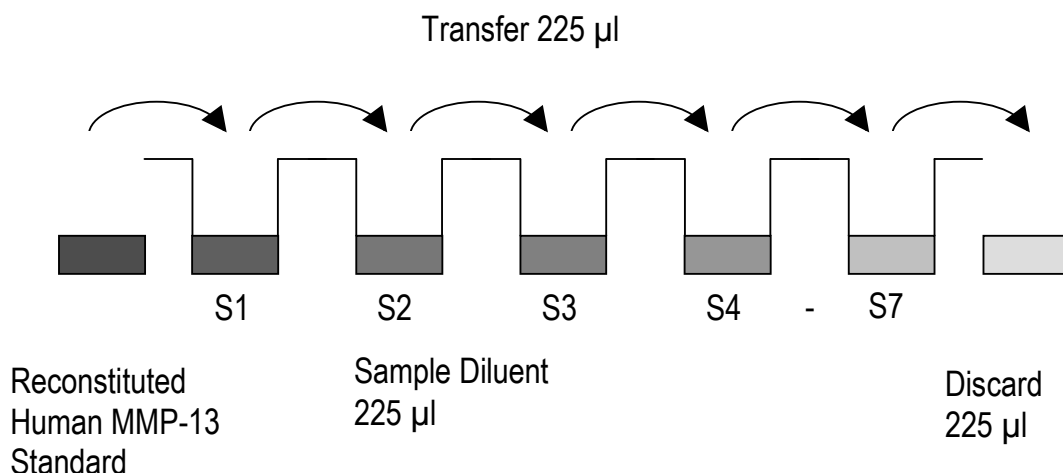 Transfer 225 µl
S1 S2 S3 S4 - S7
Reconstituted
Human MMP-13
Standard
Sample Diluent
225 µl
Discard
225 µl